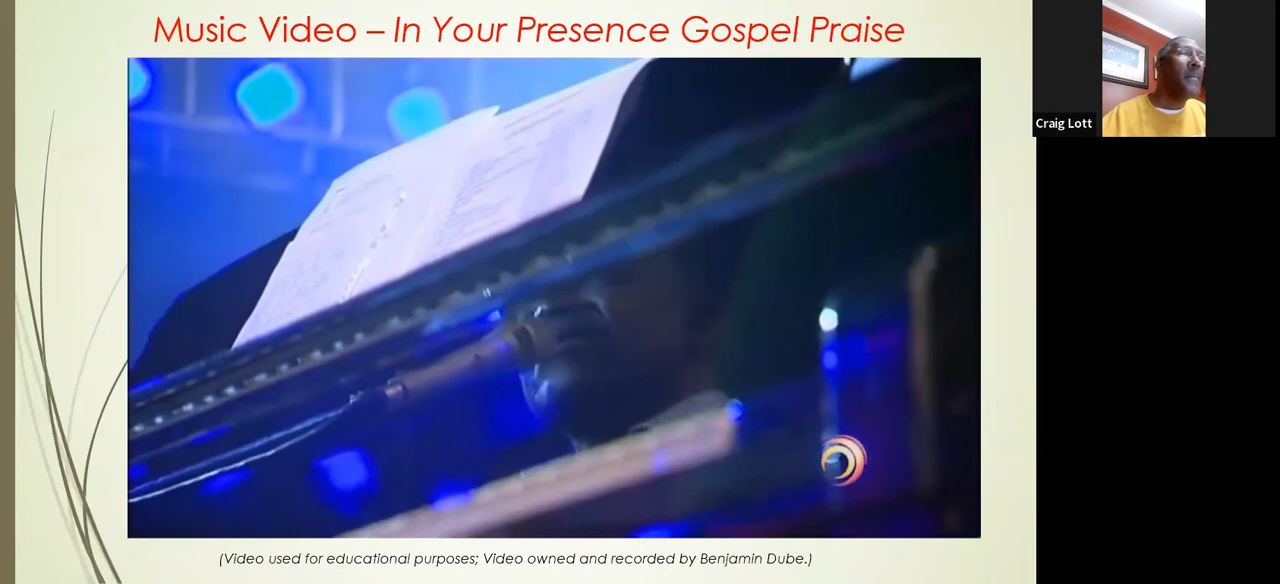 Music Video – In Your Presence Gospel Praise
Craig Lott
(Video used for educational purposes; Video owned and recorded by Benjamin Dube.)